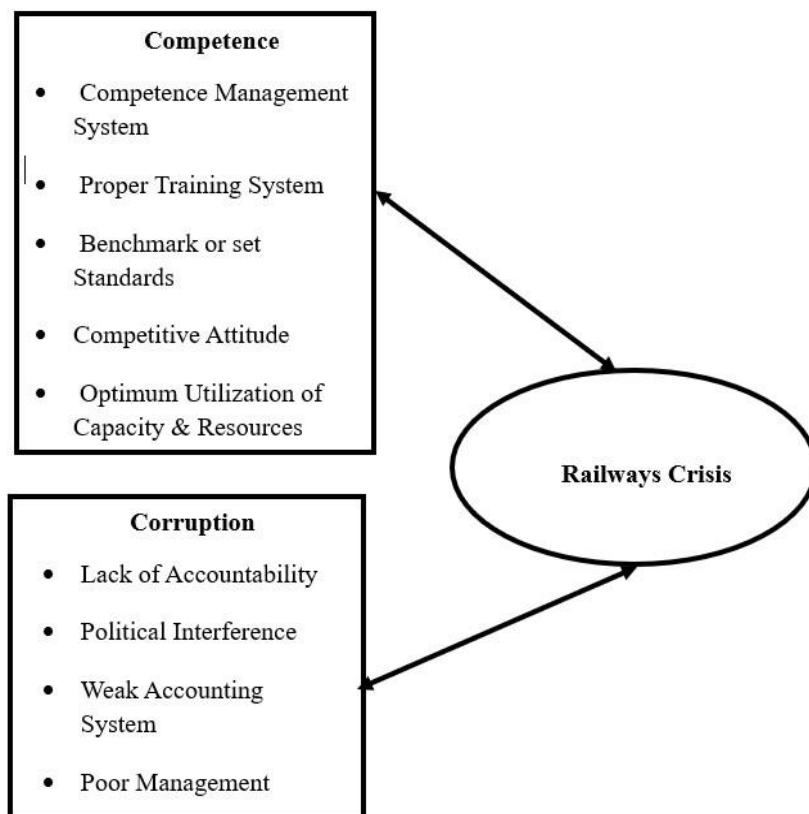 Competence
• Competence Management
System
• Proper Training System
• Benchmark or set
Standards
• Competitive Attitude
• Optimum Utilization of
Capacity & Resources
Railways Crisis
Corruption
• Lack of Accountability
• Political Interference
• Weak Accounting
System
• Poor Management